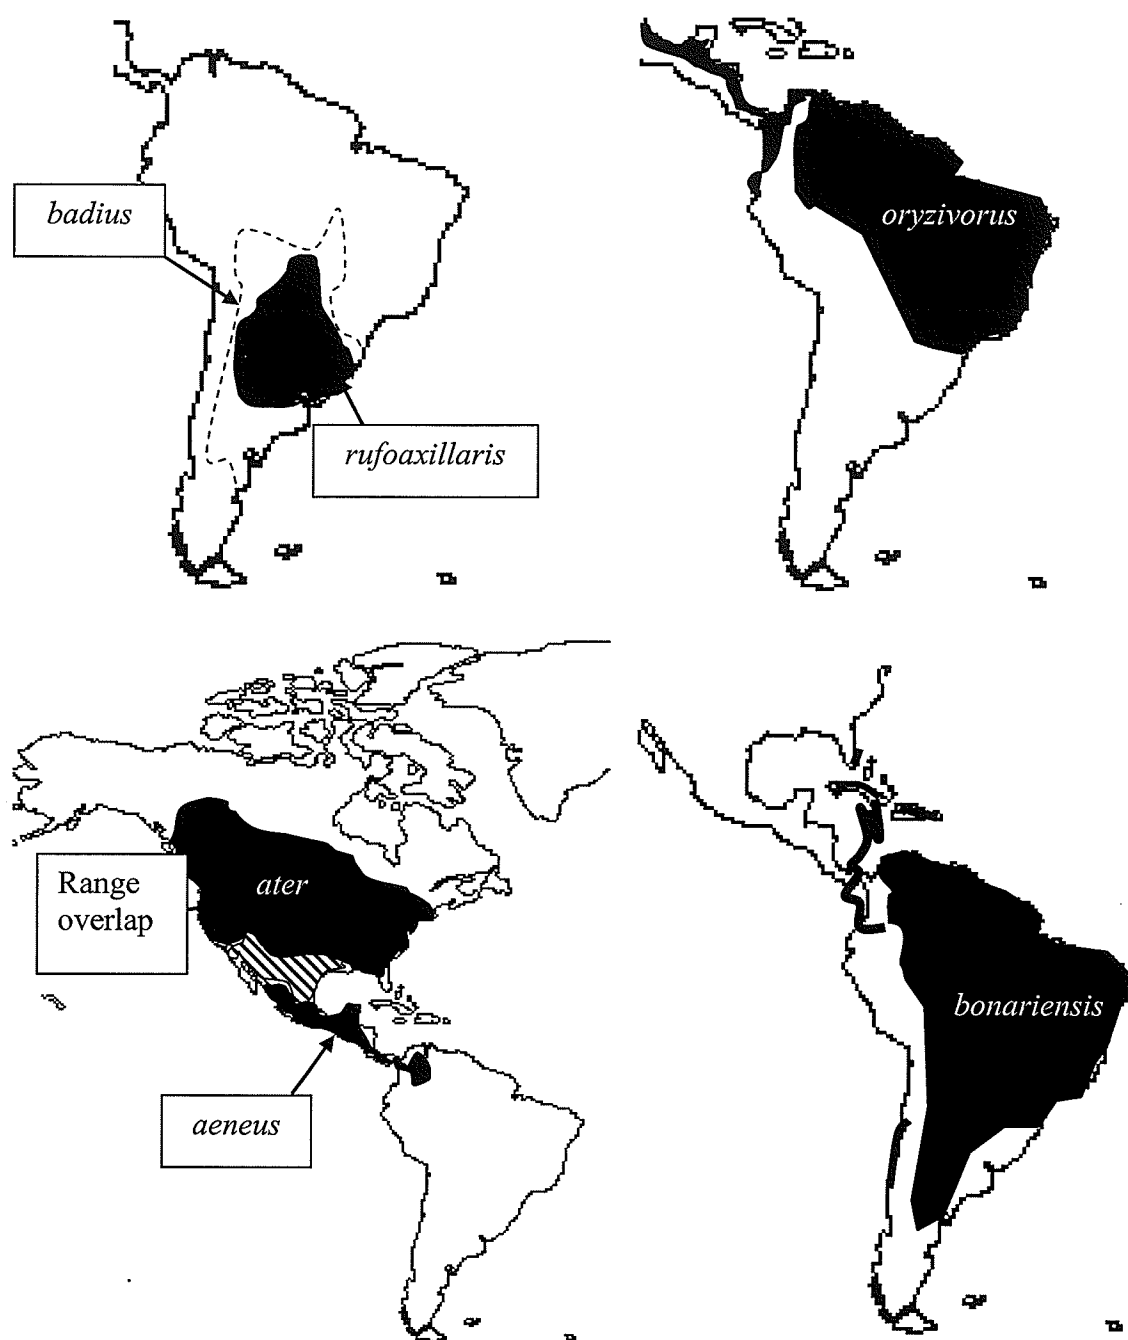 badius
oryzivorus
rufoaxillaris
ater
Range
overlap
bonariensis
aeneus